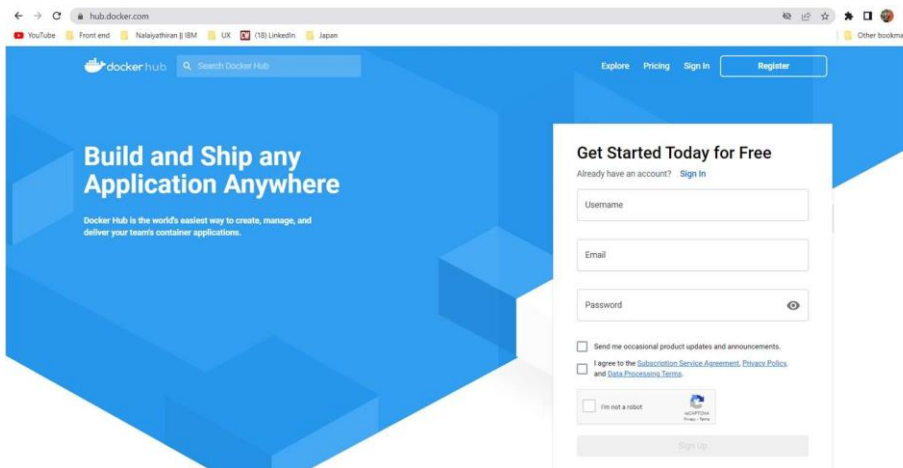 hub.docker.com
YouTube Front end Nalaiyathiran || IBM UX (18) LinkedIn Japan Other bookma
docker hub Search Docker Hub Explore Pricing Sign In Register
Build and Ship any
Application Anywhere
Docker Hub is the world's easiest way to create, manage, and
deliver your team's container applications.
Get Started Today for Free
Already have an account? Sign In
Username
Email
Password
Send me occasional product updates and announcements.
I agree to the Subscription Service Agreement, Privacy Policy,
and Data Processing Terms.
I'm not a robot
reCAPTCHA
Privacy - Terms
Sign Up